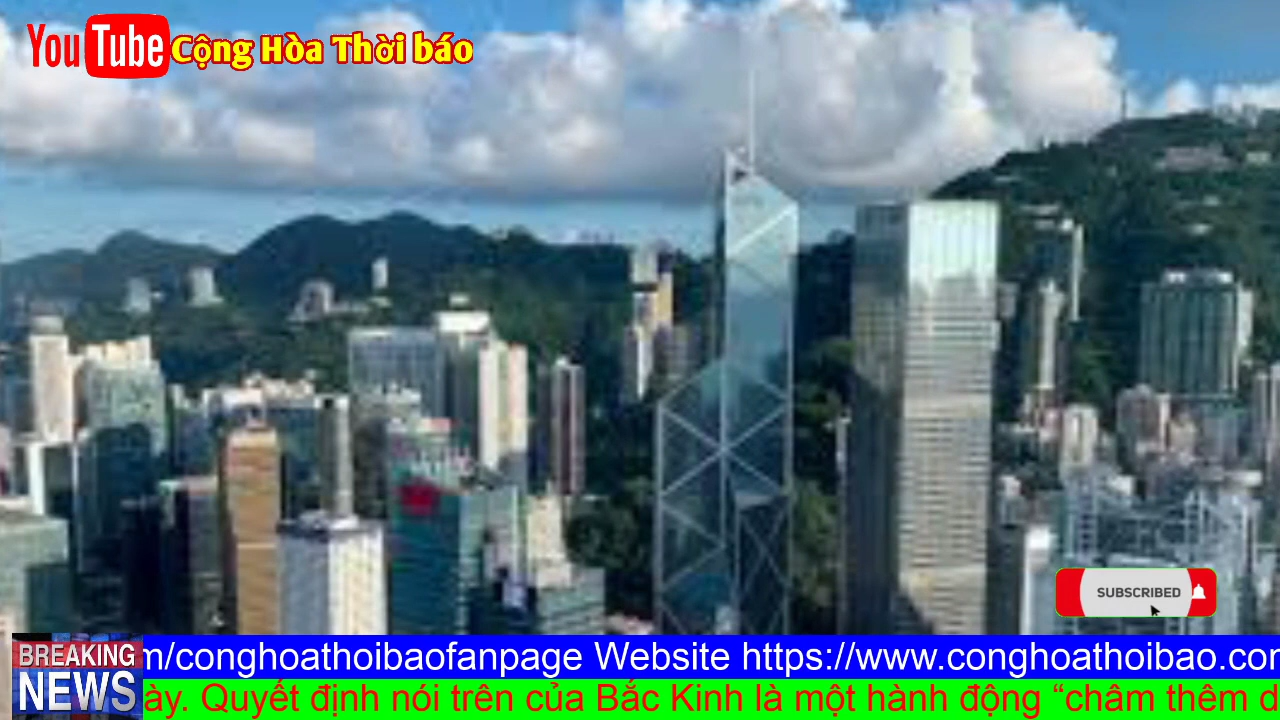 YouTube Cộng Hòa Thời báo
SUBSCRIBED
BREAKING
NEWS
m/conghoathoibaofanpage Website https://www.conghoathoibao.com
ày. Quyết định nói trên của Bắc Kinh là một hành động “châm thêm d